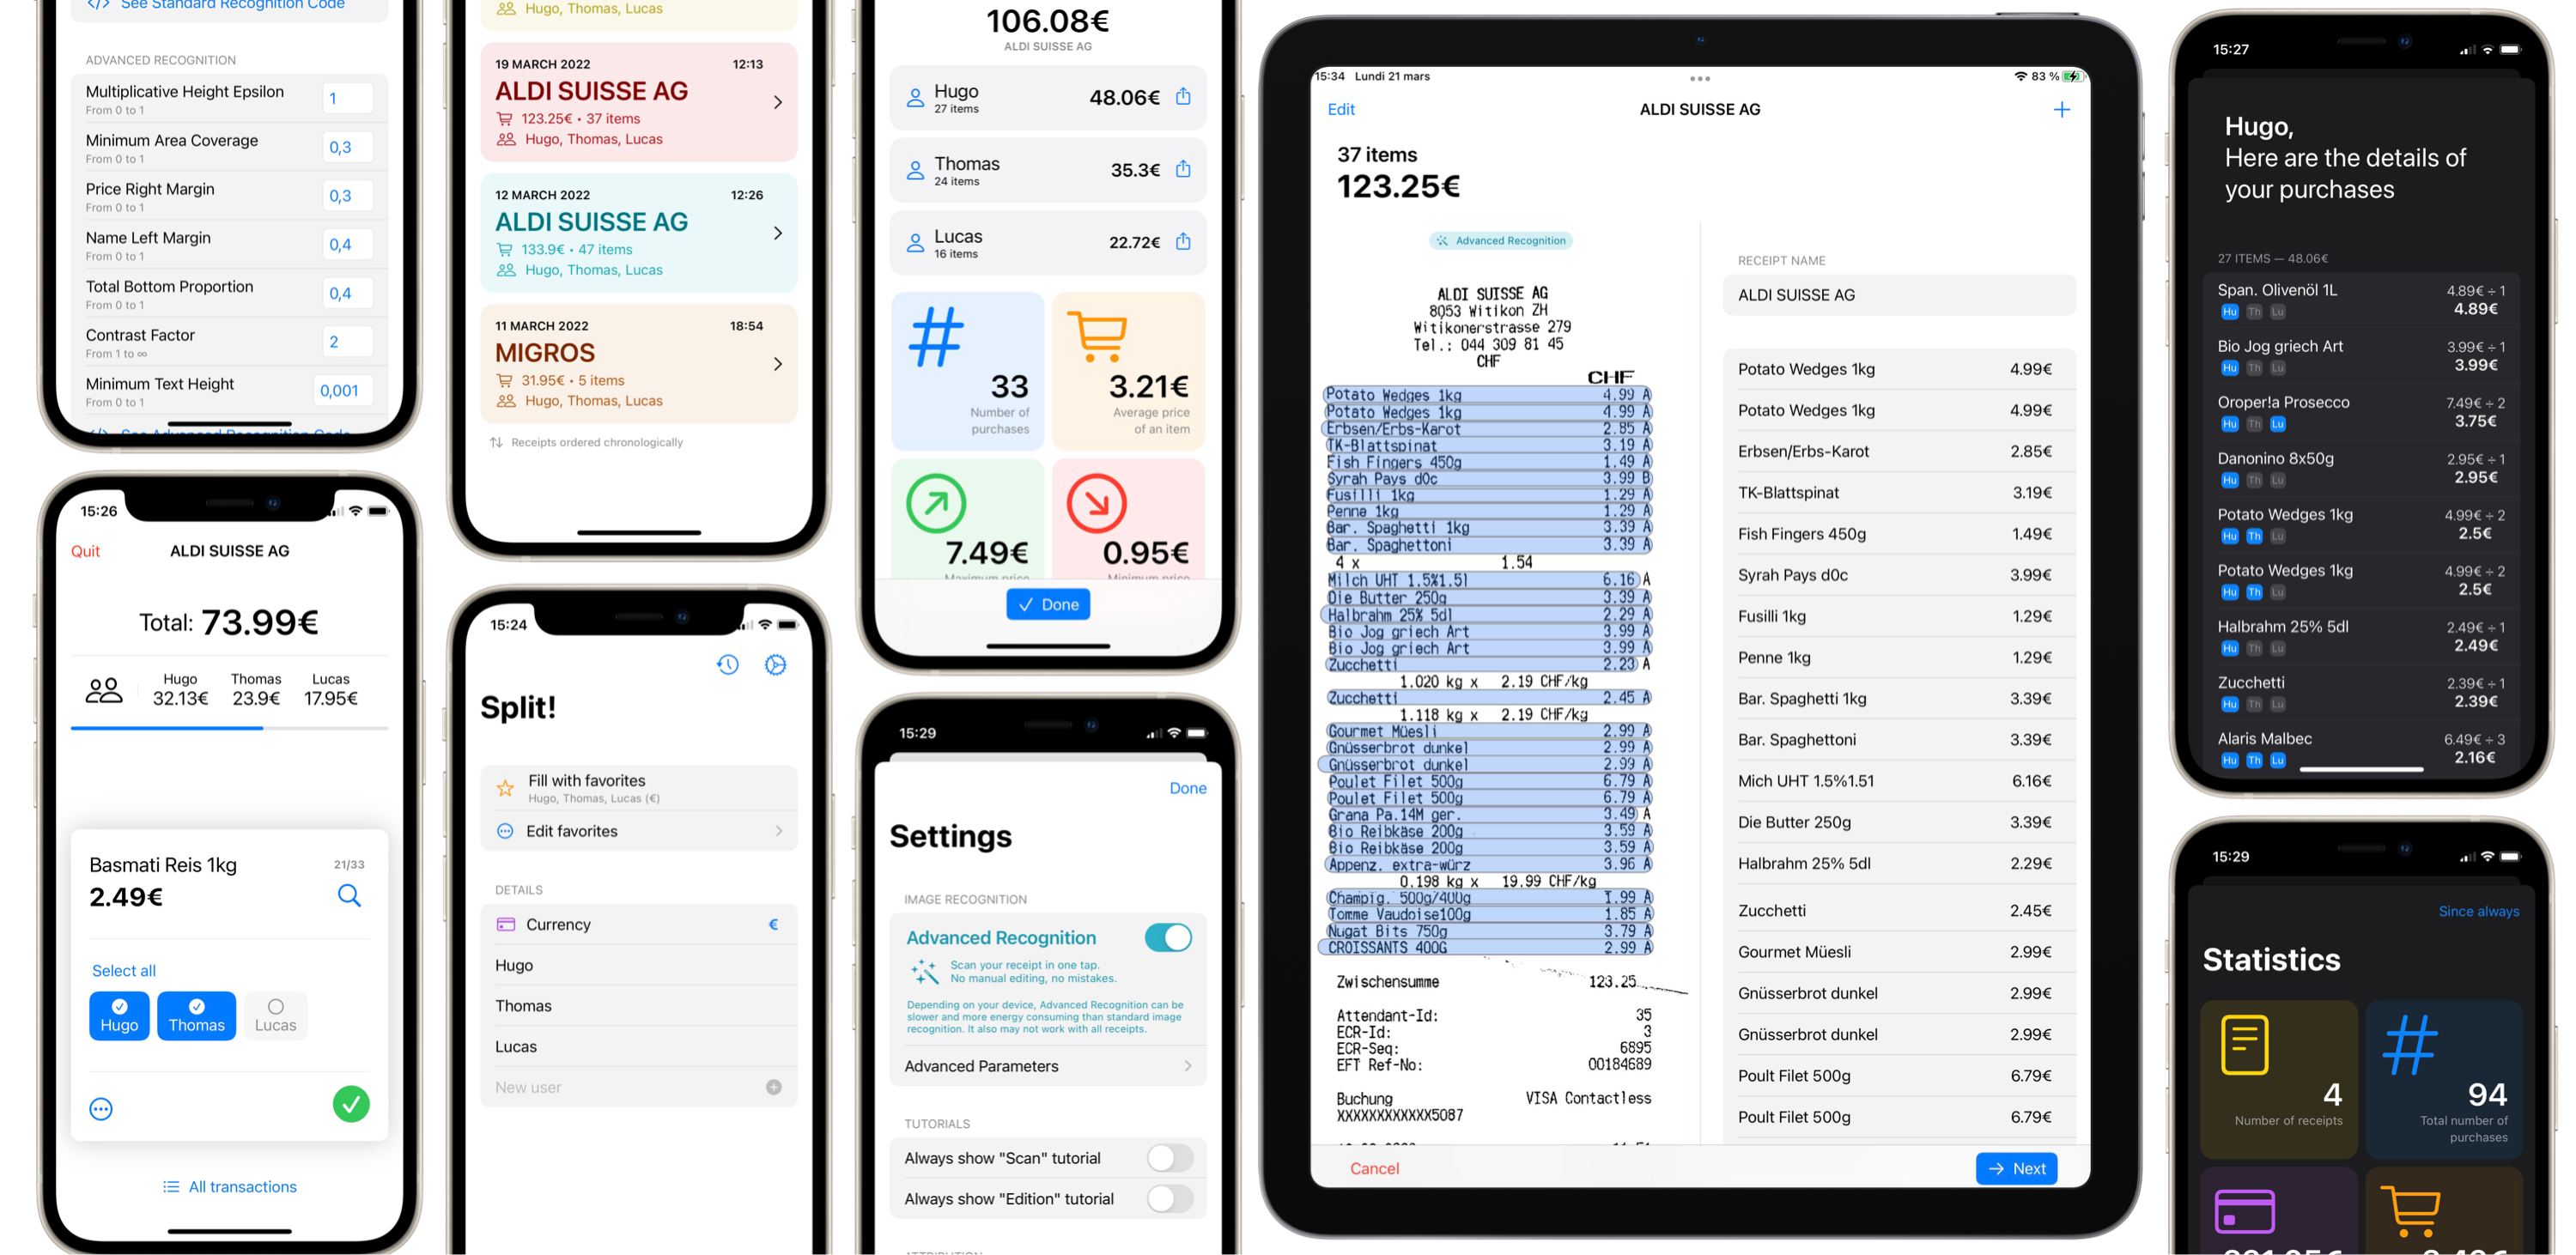 See Standard Recognition Code
ADVANCED RECOGNITION
Multiplicative Height Epsilon
From 0 to 1
1
Minimum Area Coverage
From 0 to 1
0,3
Price Right Margin
From 0 to 1
0,3
Name Left Margin
From 0 to 1
0,4
Total Bottom Proportion
From 0 to 1
0,4
Contrast Factor
From 1 to ∞
2
Minimum Text Height
From 0 to 1
0,001
See Advanced Recognition Code
15:26
Quit
ALDI SUISSE AG
Total: 73.99€
Hugo Thomas Lucas
32.13€ 23.9€ 17.95€
Basmati Reis 1kg
21/33
2.49€
Select all
Hugo
Thomas
Lucas
All transactions
Hugo, Thomas, Lucas
19 MARCH 2022
12:13
ALDI SUISSE AG
123.25€ • 37 items
Hugo, Thomas, Lucas
12 MARCH 2022
12:26
ALDI SUISSE AG
133.9€ • 47 items
Hugo, Thomas, Lucas
11 MARCH 2022
18:54
MIGROS
31.95€ • 5 items
Hugo, Thomas, Lucas
Receipts ordered chronologically
15:24
Split!
Fill with favorites
Hugo, Thomas, Lucas (€)
Edit favorites
DETAILS
Currency
€
Hugo
Thomas
Lucas
New user
106.08€
ALDI SUISSE AG
Hugo
27 items
48.06€
Thomas
24 items
35.3€
Lucas
16 items
22.72€
33
Number of
purchases
3.21€
Average price
of an item
7.49€
Maximum price
0.95€
Minimum price
Done
15:29
Done
Settings
IMAGE RECOGNITION
Advanced Recognition
Scan your receipt in one tap.
No manual editing, no mistakes.
Depending on your device, Advanced Recognition can be
slower and more energy consuming than standard image
recognition. It also may not work with all receipts.
Advanced Parameters
TUTORIALS
Always show "Scan" tutorial
Always show "Edition" tutorial
15:34 Lundi 21 mars
83 %
Edit
ALDI SUISSE AG
37 items
123.25€
Advanced Recognition
ALDI SUISSE AG
8053 Witikon ZH
Witikonerstrasse 279
Tel.: 044 309 81 45
CHF
CHF
Potato Wedges 1kg 4.99 A
Potato Wedges 1kg 4.99 A
Erbsen/Erbs-Karot 2.85 A
TK-Blattspinat 3.19 A
Fish Fingers 450g 1.49 A
Syrah Pays dOc 3.99 B
Fusilli 1kg 1.29 A
Penne 1kg 1.29 A
Bar. Spaghetti 1kg 3.39 A
Bar. Spaghettoni 3.39 A
4 x 1.54
Milch UHT 1.5%1.5l 6.16 A
Die Butter 250g 3.39 A
Halbrahm 25% 5dl 2.29 A
Bio Jog griech Art 3.99 A
Bio Jog griech Art 3.99 A
Zucchetti 2.23 A
1.020 kg x 2.19 CHF/kg
Zucchetti 2.45 A
1.118 kg x 2.19 CHF/kg
Gourmet Müesli 2.99 A
Gnüsserbrot dunkel 2.99 A
Gnüsserbrot dunkel 2.99 A
Poulet Filet 500g 6.79 A
Poulet Filet 500g 6.79 A
Grana Pa.14M ger. 3.49 A
Bio Reibkäse 200g 3.59 A
Bio Reibkäse 200g 3.59 A
Appenz. extra-würz 3.96 A
0.198 kg x 19.99 CHF/kg
Champig. 500g/400g 1.99 A
Tomme Vaudoise100g 1.85 A
Nugat Bits 750g 3.79 A
CROISSANTS 400G 2.99 A
Zwischensumme 123.25
Attendant-Id: 35
ECR-Id: 3
ECR-Seq: 6895
EFT Ref-No: 00184689
Buchung VISA Contactless
XXXXXXXXXXXX5087
RECEIPT NAME
ALDI SUISSE AG
Potato Wedges 1kg 4.99€
Potato Wedges 1kg 4.99€
Erbsen/Erbs-Karot 2.85€
TK-Blattspinat 3.19€
Fish Fingers 450g 1.49€
Syrah Pays d0c 3.99€
Fusilli 1kg 1.29€
Penne 1kg 1.29€
Bar. Spaghetti 1kg 3.39€
Bar. Spaghettoni 3.39€
Mich UHT 1.5%1.51 6.16€
Die Butter 250g 3.39€
Halbrahm 25% 5dl 2.29€
Zucchetti 2.45€
Gourmet Müesli 2.99€
Gnüsserbrot dunkel 2.99€
Gnüsserbrot dunkel 2.99€
Poult Filet 500g 6.79€
Poult Filet 500g 6.79€
Cancel
Next
15:27
Hugo,
Here are the details of
your purchases
27 ITEMS — 48.06€
Span. Olivenöl 1L 4.89€ ÷ 1
Hu Th Lu 4.89€
Bio Jog griech Art 3.99€ ÷ 1
Hu Th Lu 3.99€
Oroper!a Prosecco 7.49€ ÷ 2
Hu Th Lu 3.75€
Danonino 8x50g 2.95€ ÷ 1
Hu Th Lu 2.95€
Potato Wedges 1kg 4.99€ ÷ 2
Hu Th Lu 2.5€
Potato Wedges 1kg 4.99€ ÷ 2
Hu Th Lu 2.5€
Halbrahm 25% 5dl 2.49€ ÷ 1
Hu Th Lu 2.49€
Zucchetti 2.39€ ÷ 1
Hu Th Lu 2.39€
Alaris Malbec 6.49€ ÷ 3
Hu Th Lu 2.16€
15:29
Since always
Statistics
4
Number of receipts
94
Total number of
purchases